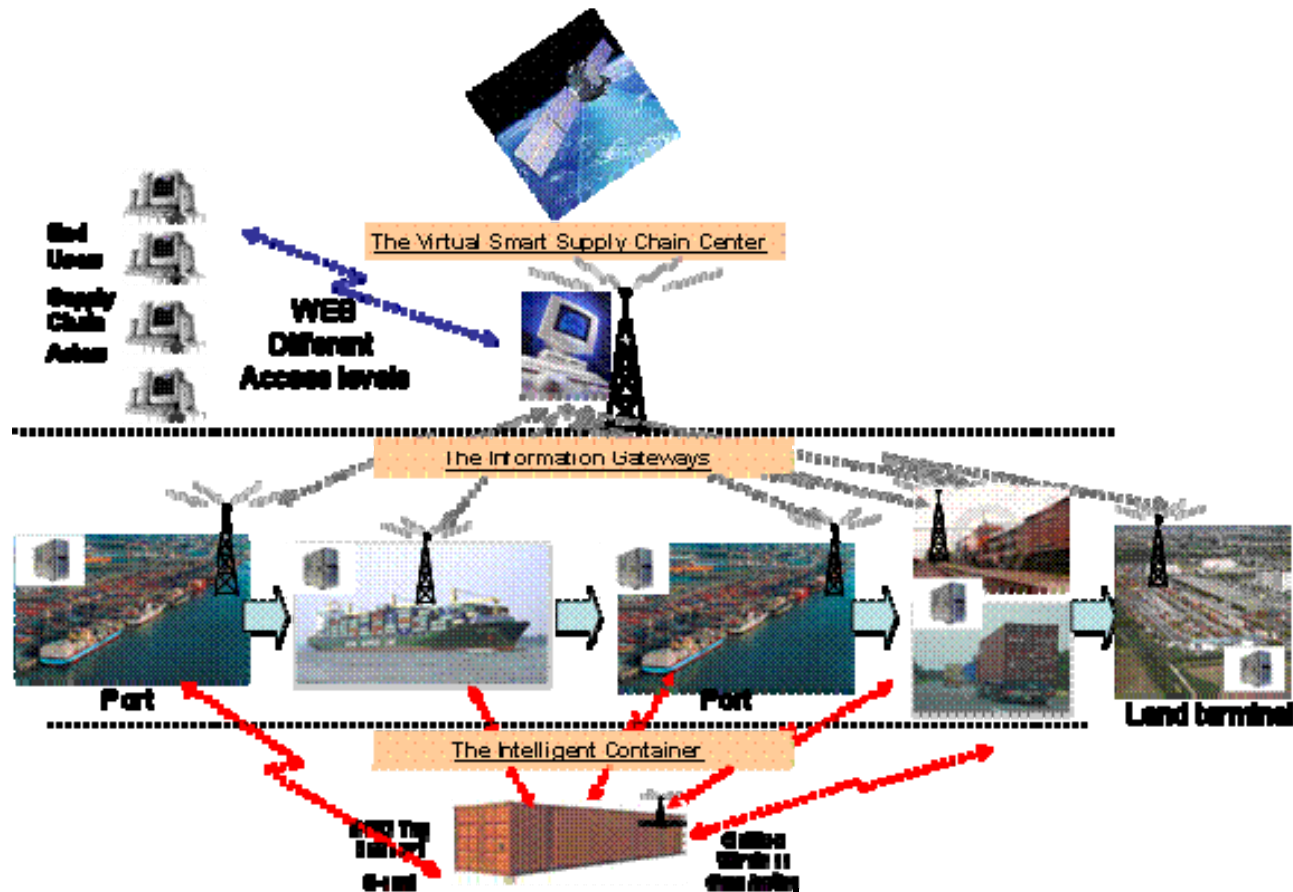 The Virtual Smart Supply Chain Center
End
Users
Supply
Chain
Actors
WEB
Different
Access levels
The Information Gateways
Port
Port
Land terminal
The Intelligent Container